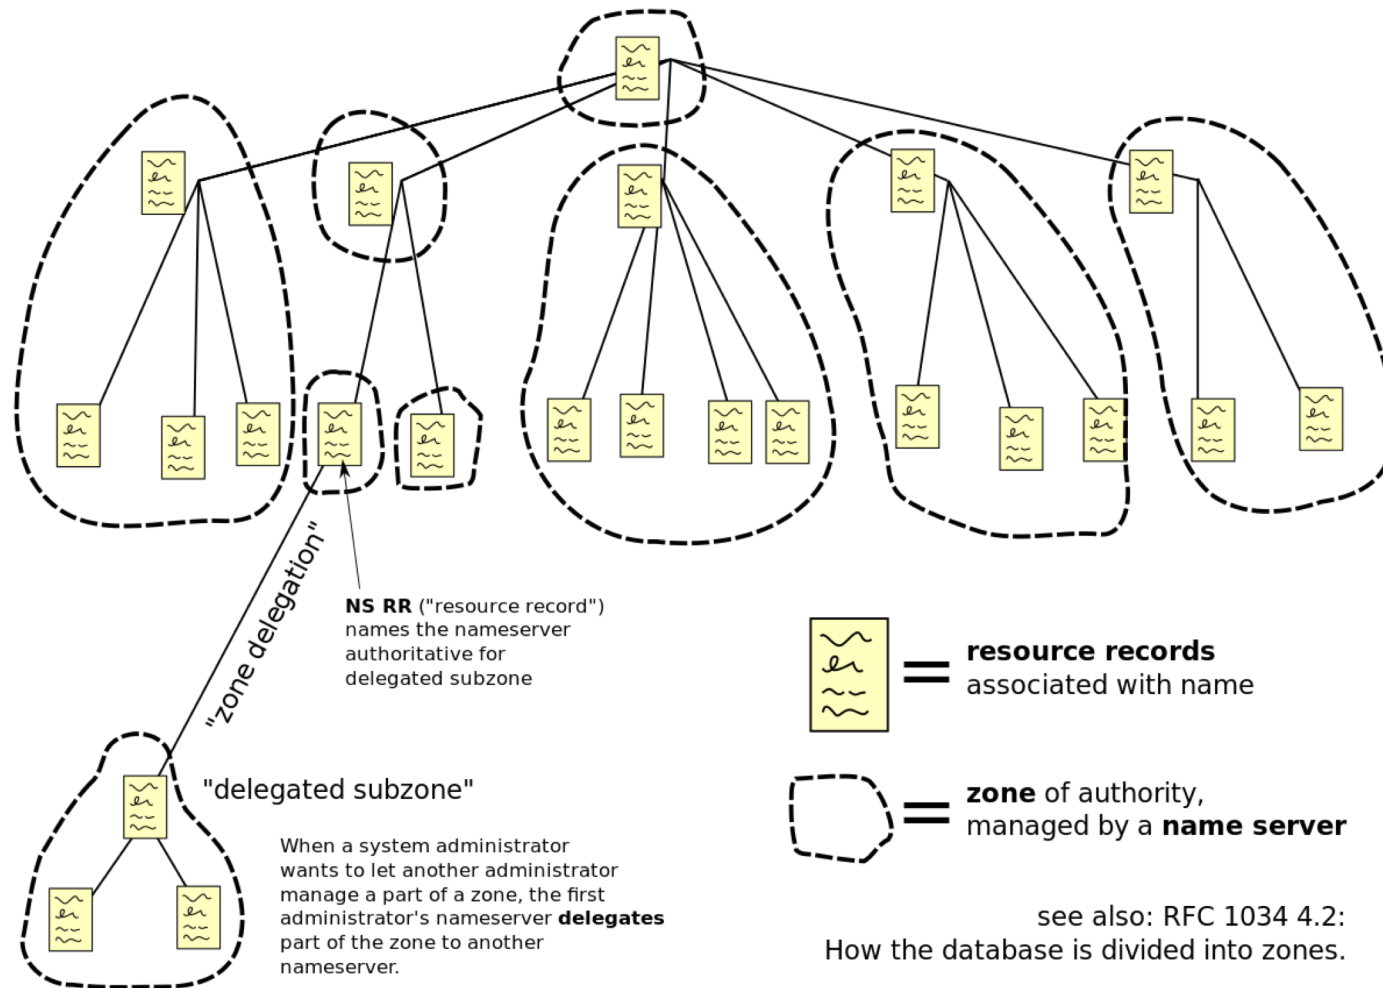 "zone delegation"
NS RR ("resource record")
names the nameserver
authoritative for
delegated subzone
resource records
associated with name
"delegated subzone"
When a system administrator
wants to let another administrator
manage a part of a zone, the first
administrator's nameserver delegates
part of the zone to another
nameserver.
zone of authority,
managed by a name server
see also: RFC 1034 4.2:
How the database is divided into zones.